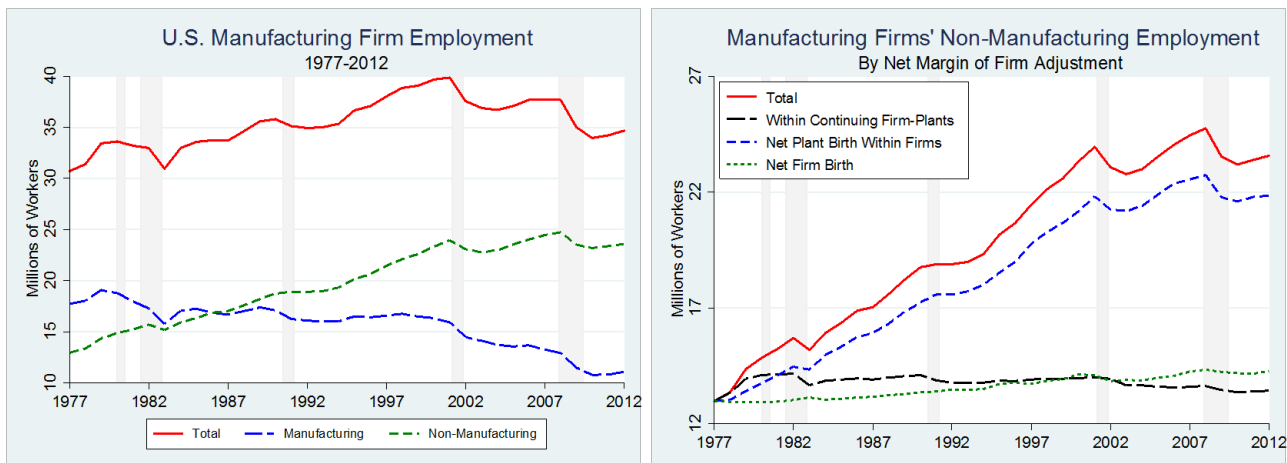 U.S. Manufacturing Firm Employment
1977-2012
Millions of Workers
40
35
30
25
20
15
10
1977 1982 1987 1992 1997 2002 2007 2012
Total Manufacturing Non-Manufacturing
Manufacturing Firms' Non-Manufacturing Employment
By Net Margin of Firm Adjustment
Millions of Workers
27
22
17
12
Total
Within Continuing Firm-Plants
Net Plant Birth Within Firms
Net Firm Birth
1977 1982 1987 1992 1997 2002 2007 2012